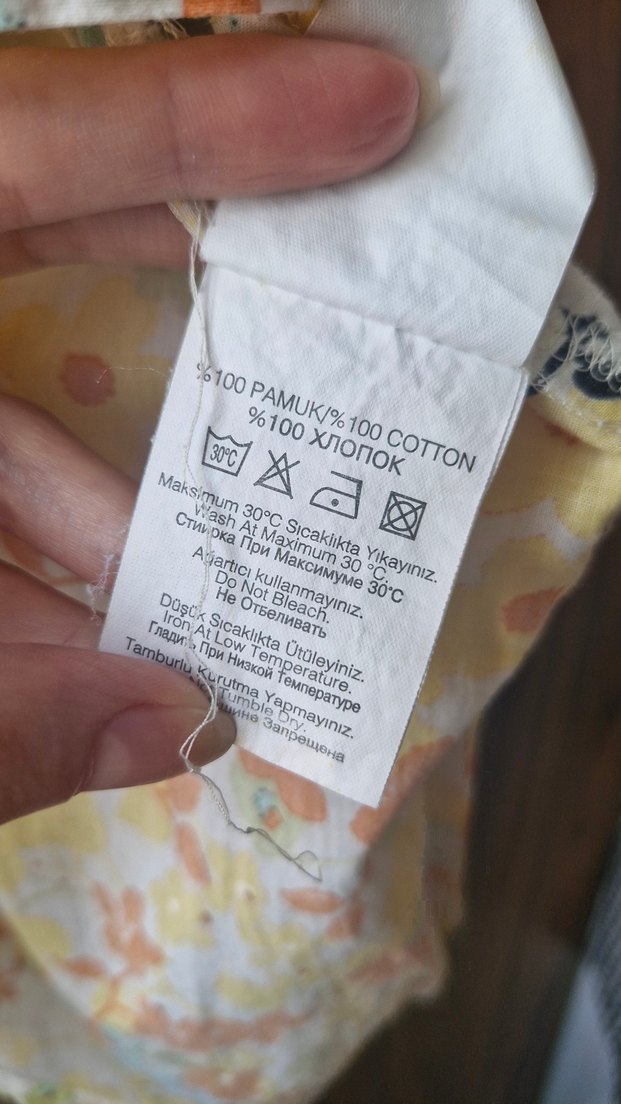 %100 PAMUK/%100 COTTON
%100 ХЛОПОК
30°C
Maksimum 30°C Sıcaklıkta Yıkayınız.
Wash At Maximum 30 °C.
Стиирка При Максимуме 30°C
Ağartıcı kullanmayınız.
Do Not Bleach.
Не Отбеливать
Düşük Sıcaklıkta Ütüleyiniz.
Iron At Low Temperature.
Гладить При Низкой Температуре
Tamburlu Kurutma Yapmayınız.
Tumble Dry.
Запрещена